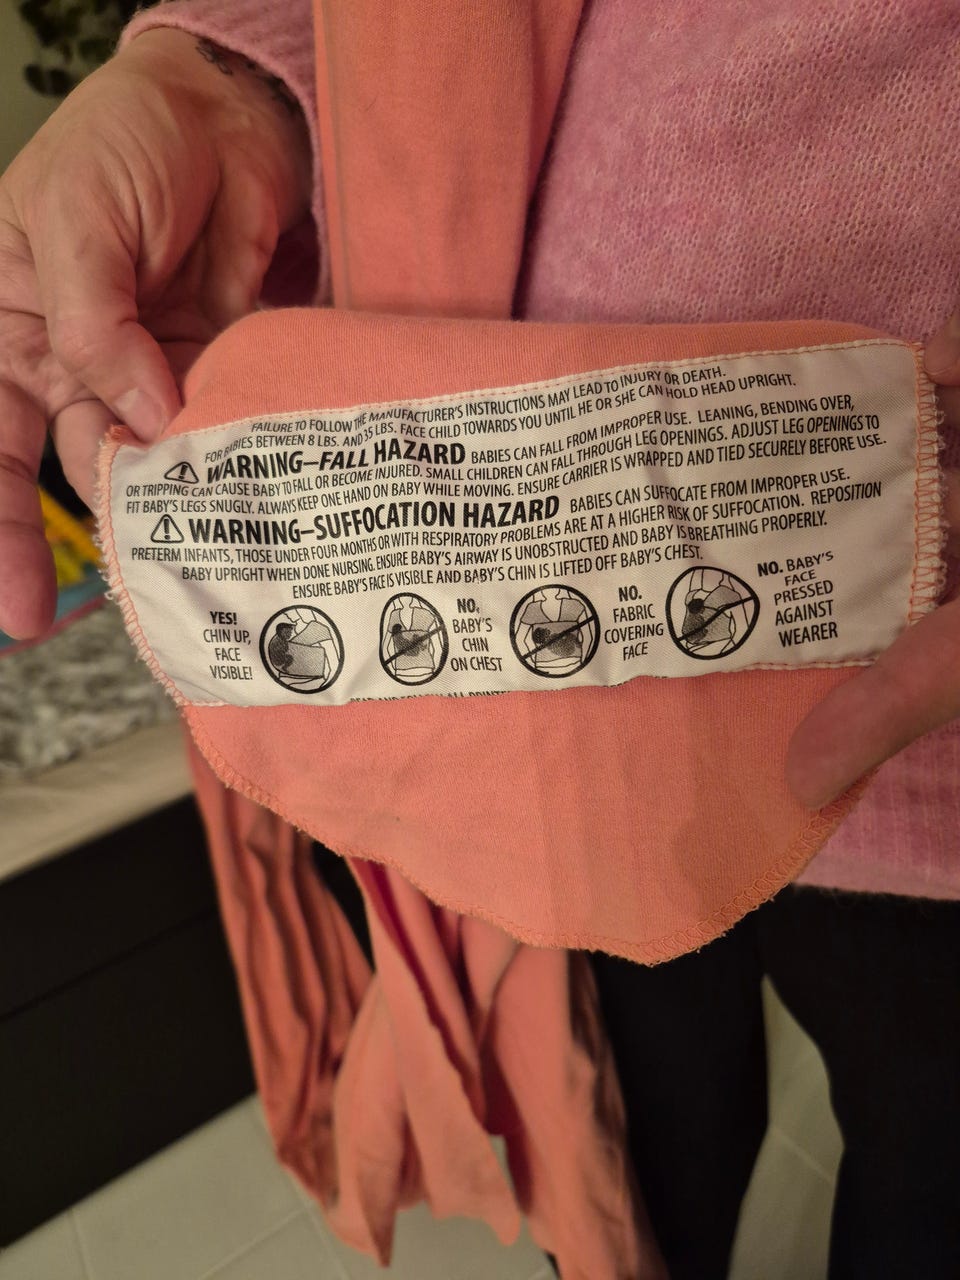 FAILURE TO FOLLOW THE MANUFACTURER'S INSTRUCTIONS MAY LEAD TO INJURY OR DEATH.
FOR BABIES BETWEEN 8 LBS. AND 35 LBS. FACE CHILD TOWARDS YOU UNTIL HE OR SHE CAN HOLD HEAD UPRIGHT.
WARNING–FALL HAZARD BABIES CAN FALL FROM IMPROPER USE. LEANING, BENDING OVER,
OR TRIPPING CAN CAUSE BABY TO FALL OR BECOME INJURED. SMALL CHILDREN CAN FALL THROUGH LEG OPENINGS. ADJUST LEG OPENINGS TO
FIT BABY'S LEGS SNUGLY. ALWAYS KEEP ONE HAND ON BABY WHILE MOVING. ENSURE CARRIER IS WRAPPED AND TIED SECURELY BEFORE USE.
WARNING–SUFFOCATION HAZARD BABIES CAN SUFFOCATE FROM IMPROPER USE.
PRETERM INFANTS, THOSE UNDER FOUR MONTHS OR WITH RESPIRATORY PROBLEMS ARE AT A HIGHER RISK OF SUFFOCATION. REPOSITION
BABY UPRIGHT WHEN DONE NURSING. ENSURE BABY'S AIRWAY IS UNOBSTRUCTED AND BABY IS BREATHING PROPERLY.
ENSURE BABY'S FACE IS VISIBLE AND BABY'S CHIN IS LIFTED OFF BABY'S CHEST.
YES!
CHIN UP,
FACE
VISIBLE!
NO,
BABY'S
CHIN
ON CHEST
NO.
FABRIC
COVERING
FACE
NO. BABY'S
FACE
PRESSED
AGAINST
WEARER